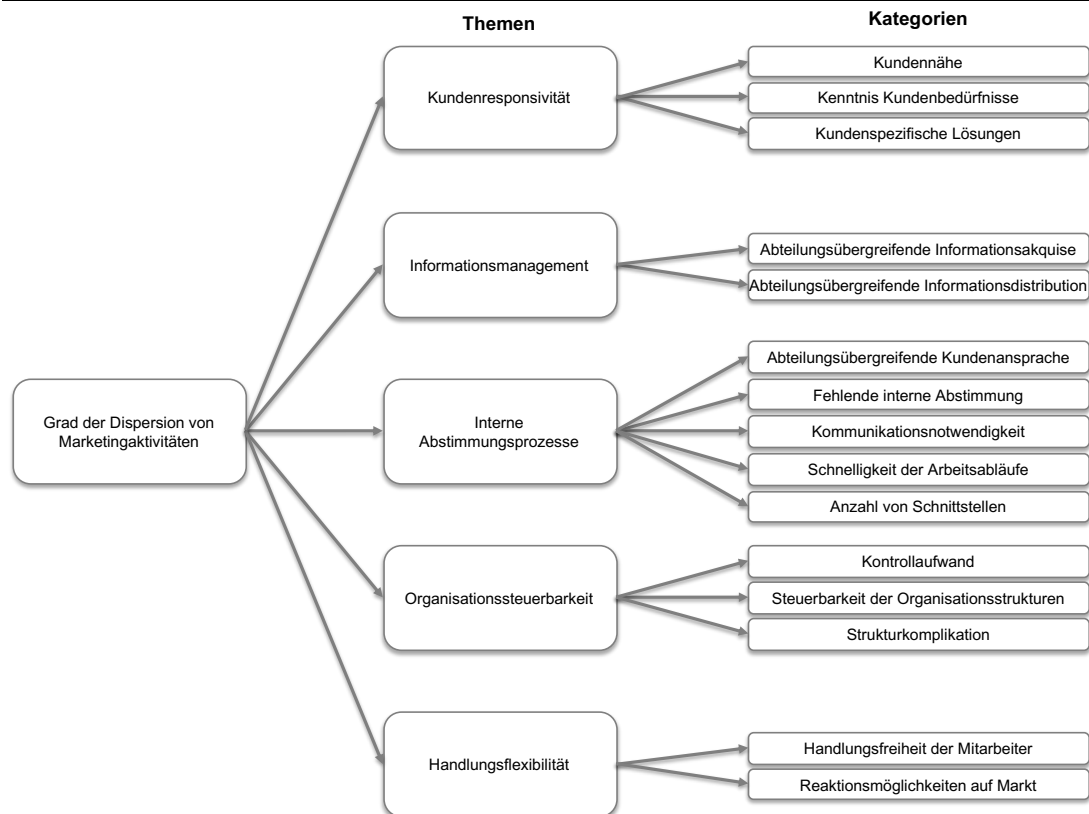 Themen
Kategorien
Kundenresponsivität
Kundennähe
Kenntnis Kundenbedürfnisse
Kundenspezifische Lösungen
Informationsmanagement
Abteilungsübergreifende Informationsakquise
Abteilungsübergreifende Informationsdistribution
Grad der Dispersion von
Marketingaktivitäten
Interne
Abstimmungsprozesse
Abteilungsübergreifende Kundenansprache
Fehlende interne Abstimmung
Kommunikationsnotwendigkeit
Schnelligkeit der Arbeitsabläufe
Anzahl von Schnittstellen
Organisationssteuerbarkeit
Kontrollaufwand
Steuerbarkeit der Organisationsstrukturen
Strukturkomplikation
Handlungsflexibilität
Handlungsfreiheit der Mitarbeiter
Reaktionsmöglichkeiten auf Markt